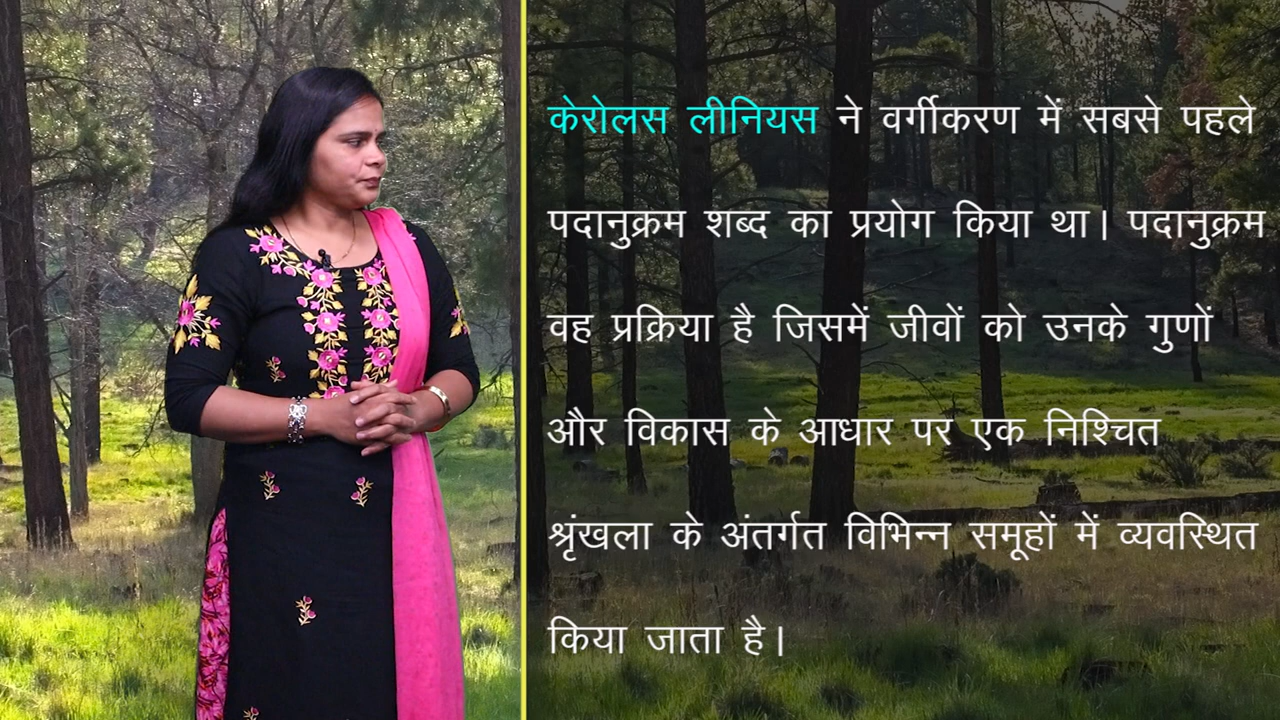 केरोलस लीनियस ने वर्गीकरण में सबसे पहले
पदानुक्रम शब्द का प्रयोग किया था। पदानुक्रम
वह प्रक्रिया है जिसमें जीवों को उनके गुणों
और विकास के आधार पर एक निश्चित
श्रृंखला के अंतर्गत विभिन्न समूहों में व्यवस्थित
किया जाता है।